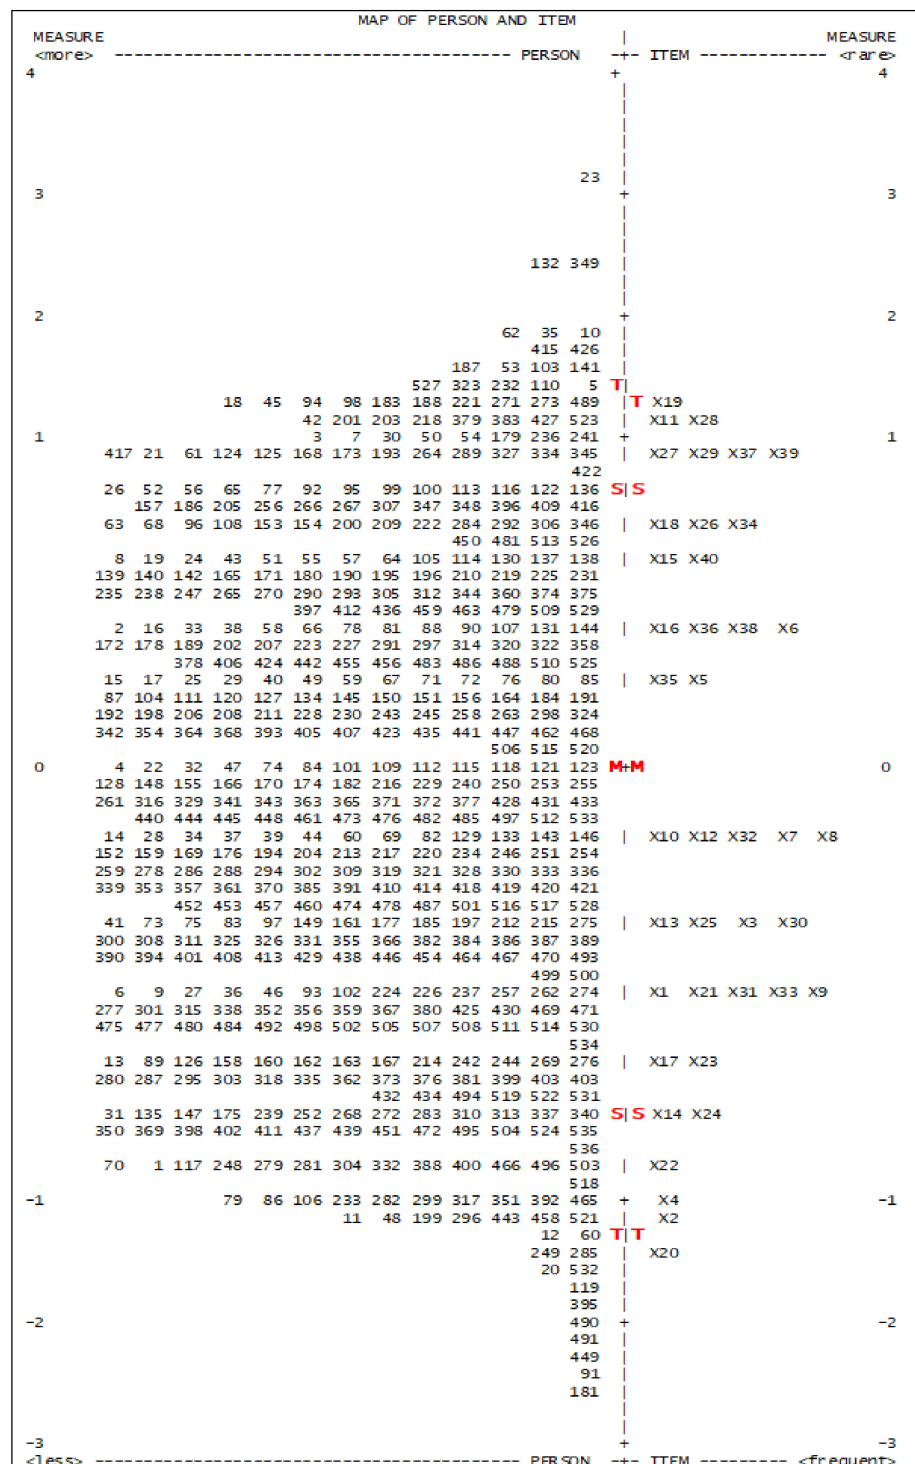 MAP OF PERSON AND ITEM
MEASURE | MEASURE
<more> ---------------------------------------- PERSON -+- ITEM ------------- <rare>
4 + 4
|
|
|
|
|
23 |
3 + 3
|
|
|
132 349 |
|
|
2 + 2
62 35 10 |
415 426 |
187 53 103 141 |
527 323 232 110 5 T|
18 45 94 98 183 188 221 271 273 489 |T X19
42 201 203 218 379 383 427 523 | X11 X28
1 3 7 30 50 54 179 236 241 + 1
417 21 61 124 125 168 173 193 264 289 327 334 345 | X27 X29 X37 X39
422
26 52 56 65 77 92 95 99 100 113 116 122 136 S|S
157 186 205 256 266 267 307 347 348 396 409 416
63 68 96 108 153 154 200 209 222 284 292 306 346 | X18 X26 X34
450 481 513 526
8 19 24 43 51 55 57 64 105 114 130 137 138 | X15 X40
139 140 142 165 171 180 190 195 196 210 219 225 231
235 238 247 265 270 290 293 305 312 344 360 374 375
397 412 436 459 463 479 509 529
2 16 33 38 58 66 78 81 88 90 107 131 144 | X16 X36 X38 X6
172 178 189 202 207 223 227 291 297 314 320 322 358
378 406 424 442 455 456 483 486 488 510 525
15 17 25 29 40 49 59 67 71 72 76 80 85 | X35 X5
87 104 111 120 127 134 145 150 151 156 164 184 191
192 198 206 208 211 228 230 243 245 258 263 298 324
342 354 364 368 393 405 407 423 435 441 447 462 468
506 515 520
0 4 22 32 47 74 84 101 109 112 115 118 121 123 M+M 0
128 148 155 166 170 174 182 216 229 240 250 253 255
261 316 329 341 343 363 365 371 372 377 428 431 433
440 444 445 448 461 473 476 482 485 497 512 533
14 28 34 37 39 44 60 69 82 129 133 143 146 | X10 X12 X32 X7 X8
152 159 169 176 194 204 213 217 220 234 246 251 254
259 278 286 288 294 302 309 319 321 328 330 333 336
339 353 357 361 370 385 391 410 414 418 419 420 421
452 453 457 460 474 478 487 501 516 517 528
41 73 75 83 97 149 161 177 185 197 212 215 275 | X13 X25 X3 X30
300 308 311 325 326 331 355 366 382 384 386 387 389
390 394 401 408 413 429 438 446 454 464 467 470 493
499 500
6 9 27 36 46 93 102 224 226 237 257 262 274 | X1 X21 X31 X33 X9
277 301 315 338 352 356 359 367 380 425 430 469 471
475 477 480 484 492 498 502 505 507 508 511 514 530
534
13 89 126 158 160 162 163 167 214 242 244 269 276 | X17 X23
280 287 295 303 318 335 362 373 376 381 399 403 403
432 434 494 519 522 531
31 135 147 175 239 252 268 272 283 310 313 337 340 S|S X14 X24
350 369 398 402 411 437 439 451 472 495 504 524 535
536
70 1 117 248 279 281 304 332 388 400 466 496 503 | X22
518
-1 79 86 106 233 282 299 317 351 392 465 + X4 -1
11 48 199 296 443 458 521 | X2
12 60 T|T
249 285 | X20
20 532 |
119 |
395 |
-2 490 + -2
491 |
449 |
91 |
181 |
|
|
-3 + -3
<less> ------------------------------------------- PERSON -+- ITEM --------- <frequent>